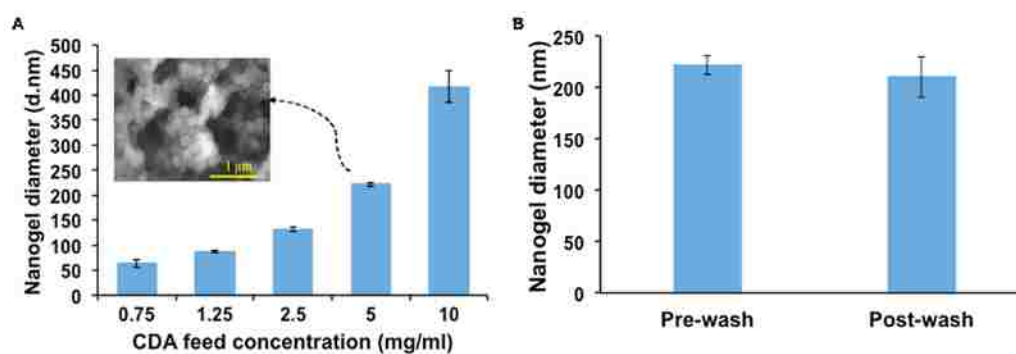 A
Nanogel diameter (d.nm)
500
450
400
350
300
250
200
150
100
50
0
1 μm
0.75 1.25 2.5 5 10
CDA feed concentration (mg/ml)
B
Nanogel diameter (nm)
250
200
150
100
50
0
Pre-wash Post-wash